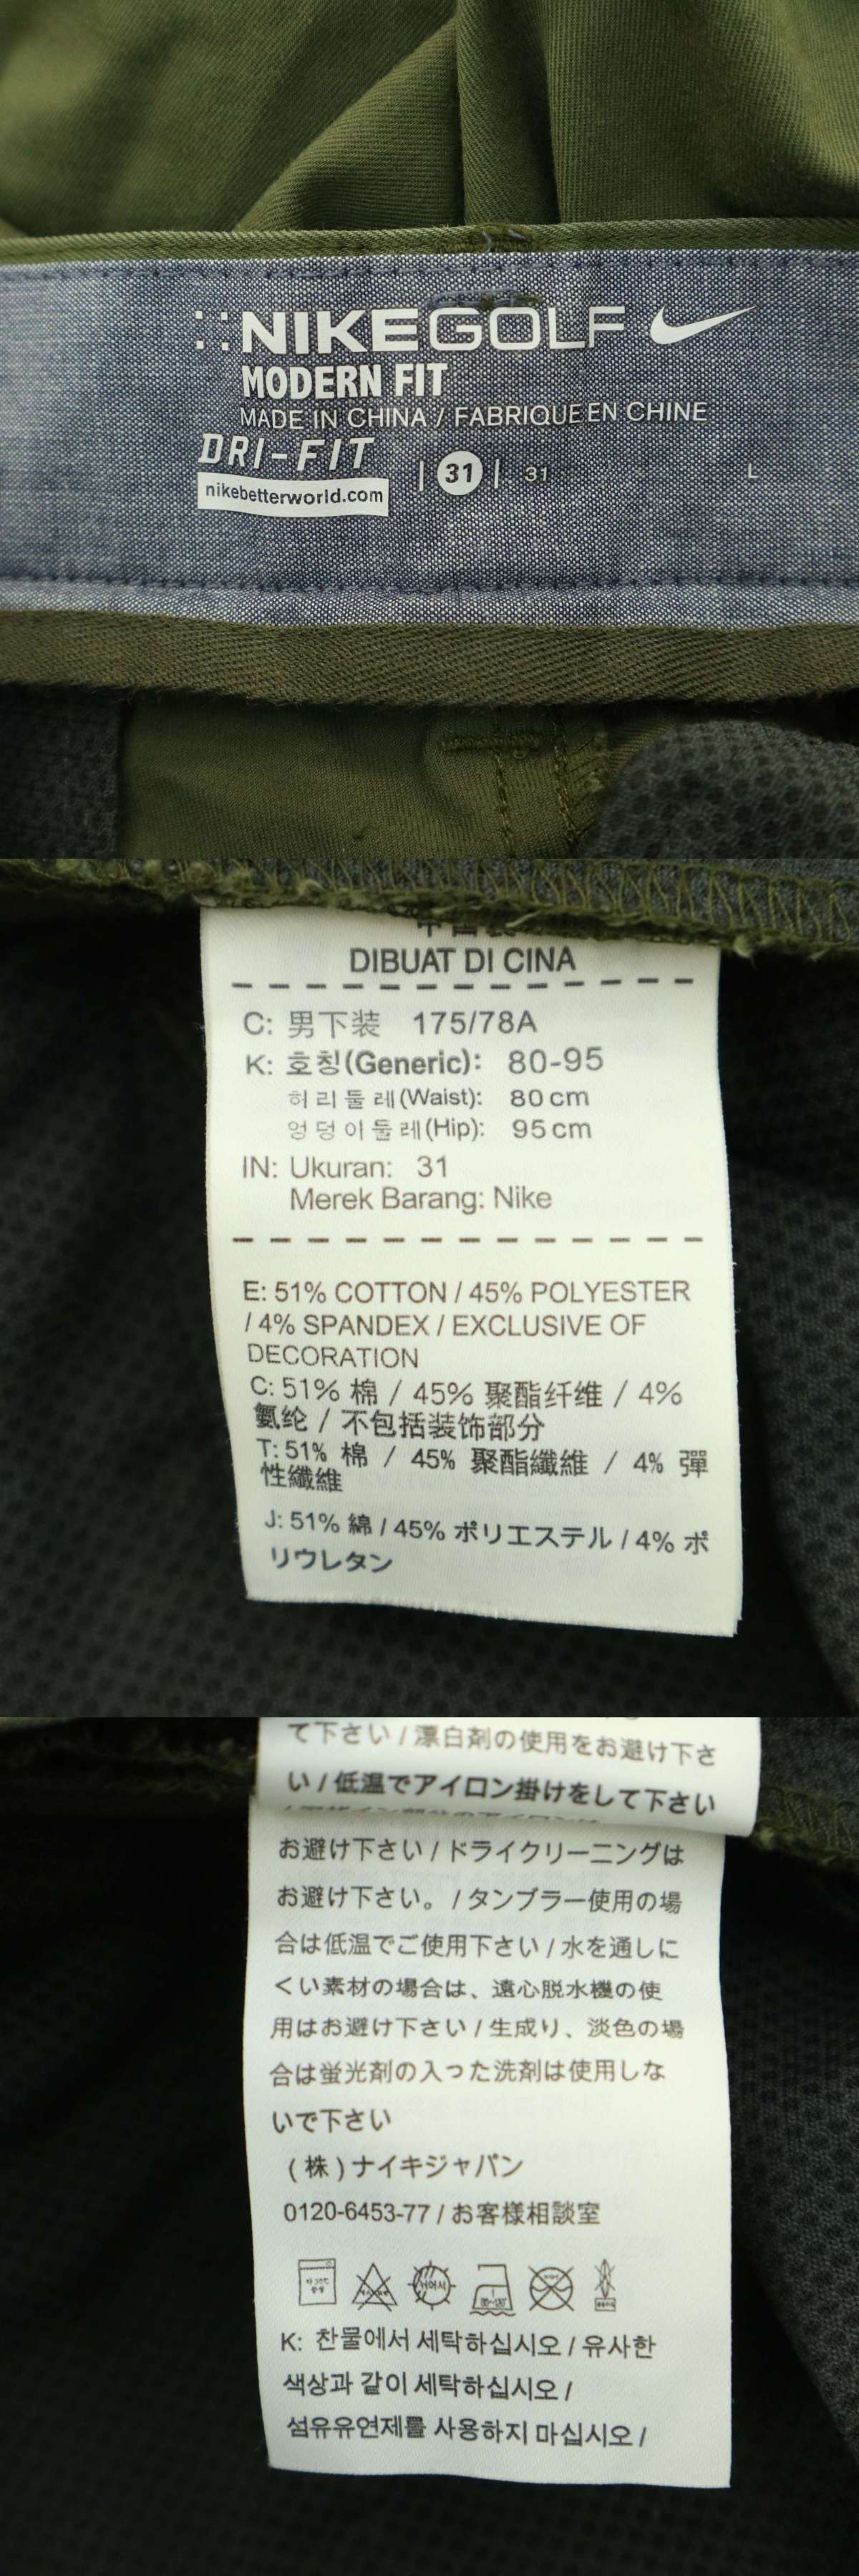 NIKEGOLF
MODERN FIT
MADE IN CHINA / FABRIQUE EN CHINE
DRI-FIT
| 31 | 31 L
nikebetterworld.com
DIBUAT DI CINA
C: 男下装 175/78A
K: 호칭(Generic): 80-95
허리둘레(Waist): 80cm
엉덩이둘레(Hip): 95cm
IN: Ukuran: 31
Merek Barang: Nike
E: 51% COTTON / 45% POLYESTER
/ 4% SPANDEX / EXCLUSIVE OF
DECORATION
C: 51% 棉 / 45% 聚酯纤维 / 4%
氨纶 / 不包括装饰部分
T: 51% 棉 / 45% 聚酯纖維 / 4% 彈
性纖維
J: 51% 綿 / 45% ポリエステル / 4% ポ
リウレタン
て下さい / 漂白剤の使用をお避け下さ
い / 低温でアイロン掛けをして下さい
お避け下さい / ドライクリーニングは
お避け下さい。 / タンブラー使用の場
合は低温でご使用下さい / 水を通しに
くい素材の場合は、遠心脱水機の使
用はお避け下さい / 生成り、淡色の場
合は蛍光剤の入った洗剤は使用しな
いで下さい
(株)ナイキジャパン
0120-6453-77 / お客様相談室
K: 찬물에서 세탁하십시오 / 유사한
색상과 같이 세탁하십시오 /
섬유유연제를 사용하지 마십시오 /